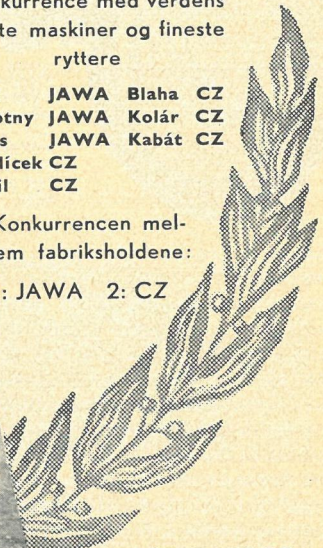 kurrence med verdens
te maskiner og fineste
ryttere
JAWA Blaha CZ
otny JAWA Kolár CZ
s JAWA Kabát CZ
lícek CZ
il CZ
Konkurrencen mel-
em fabriksholdene:
: JAWA 2: CZ